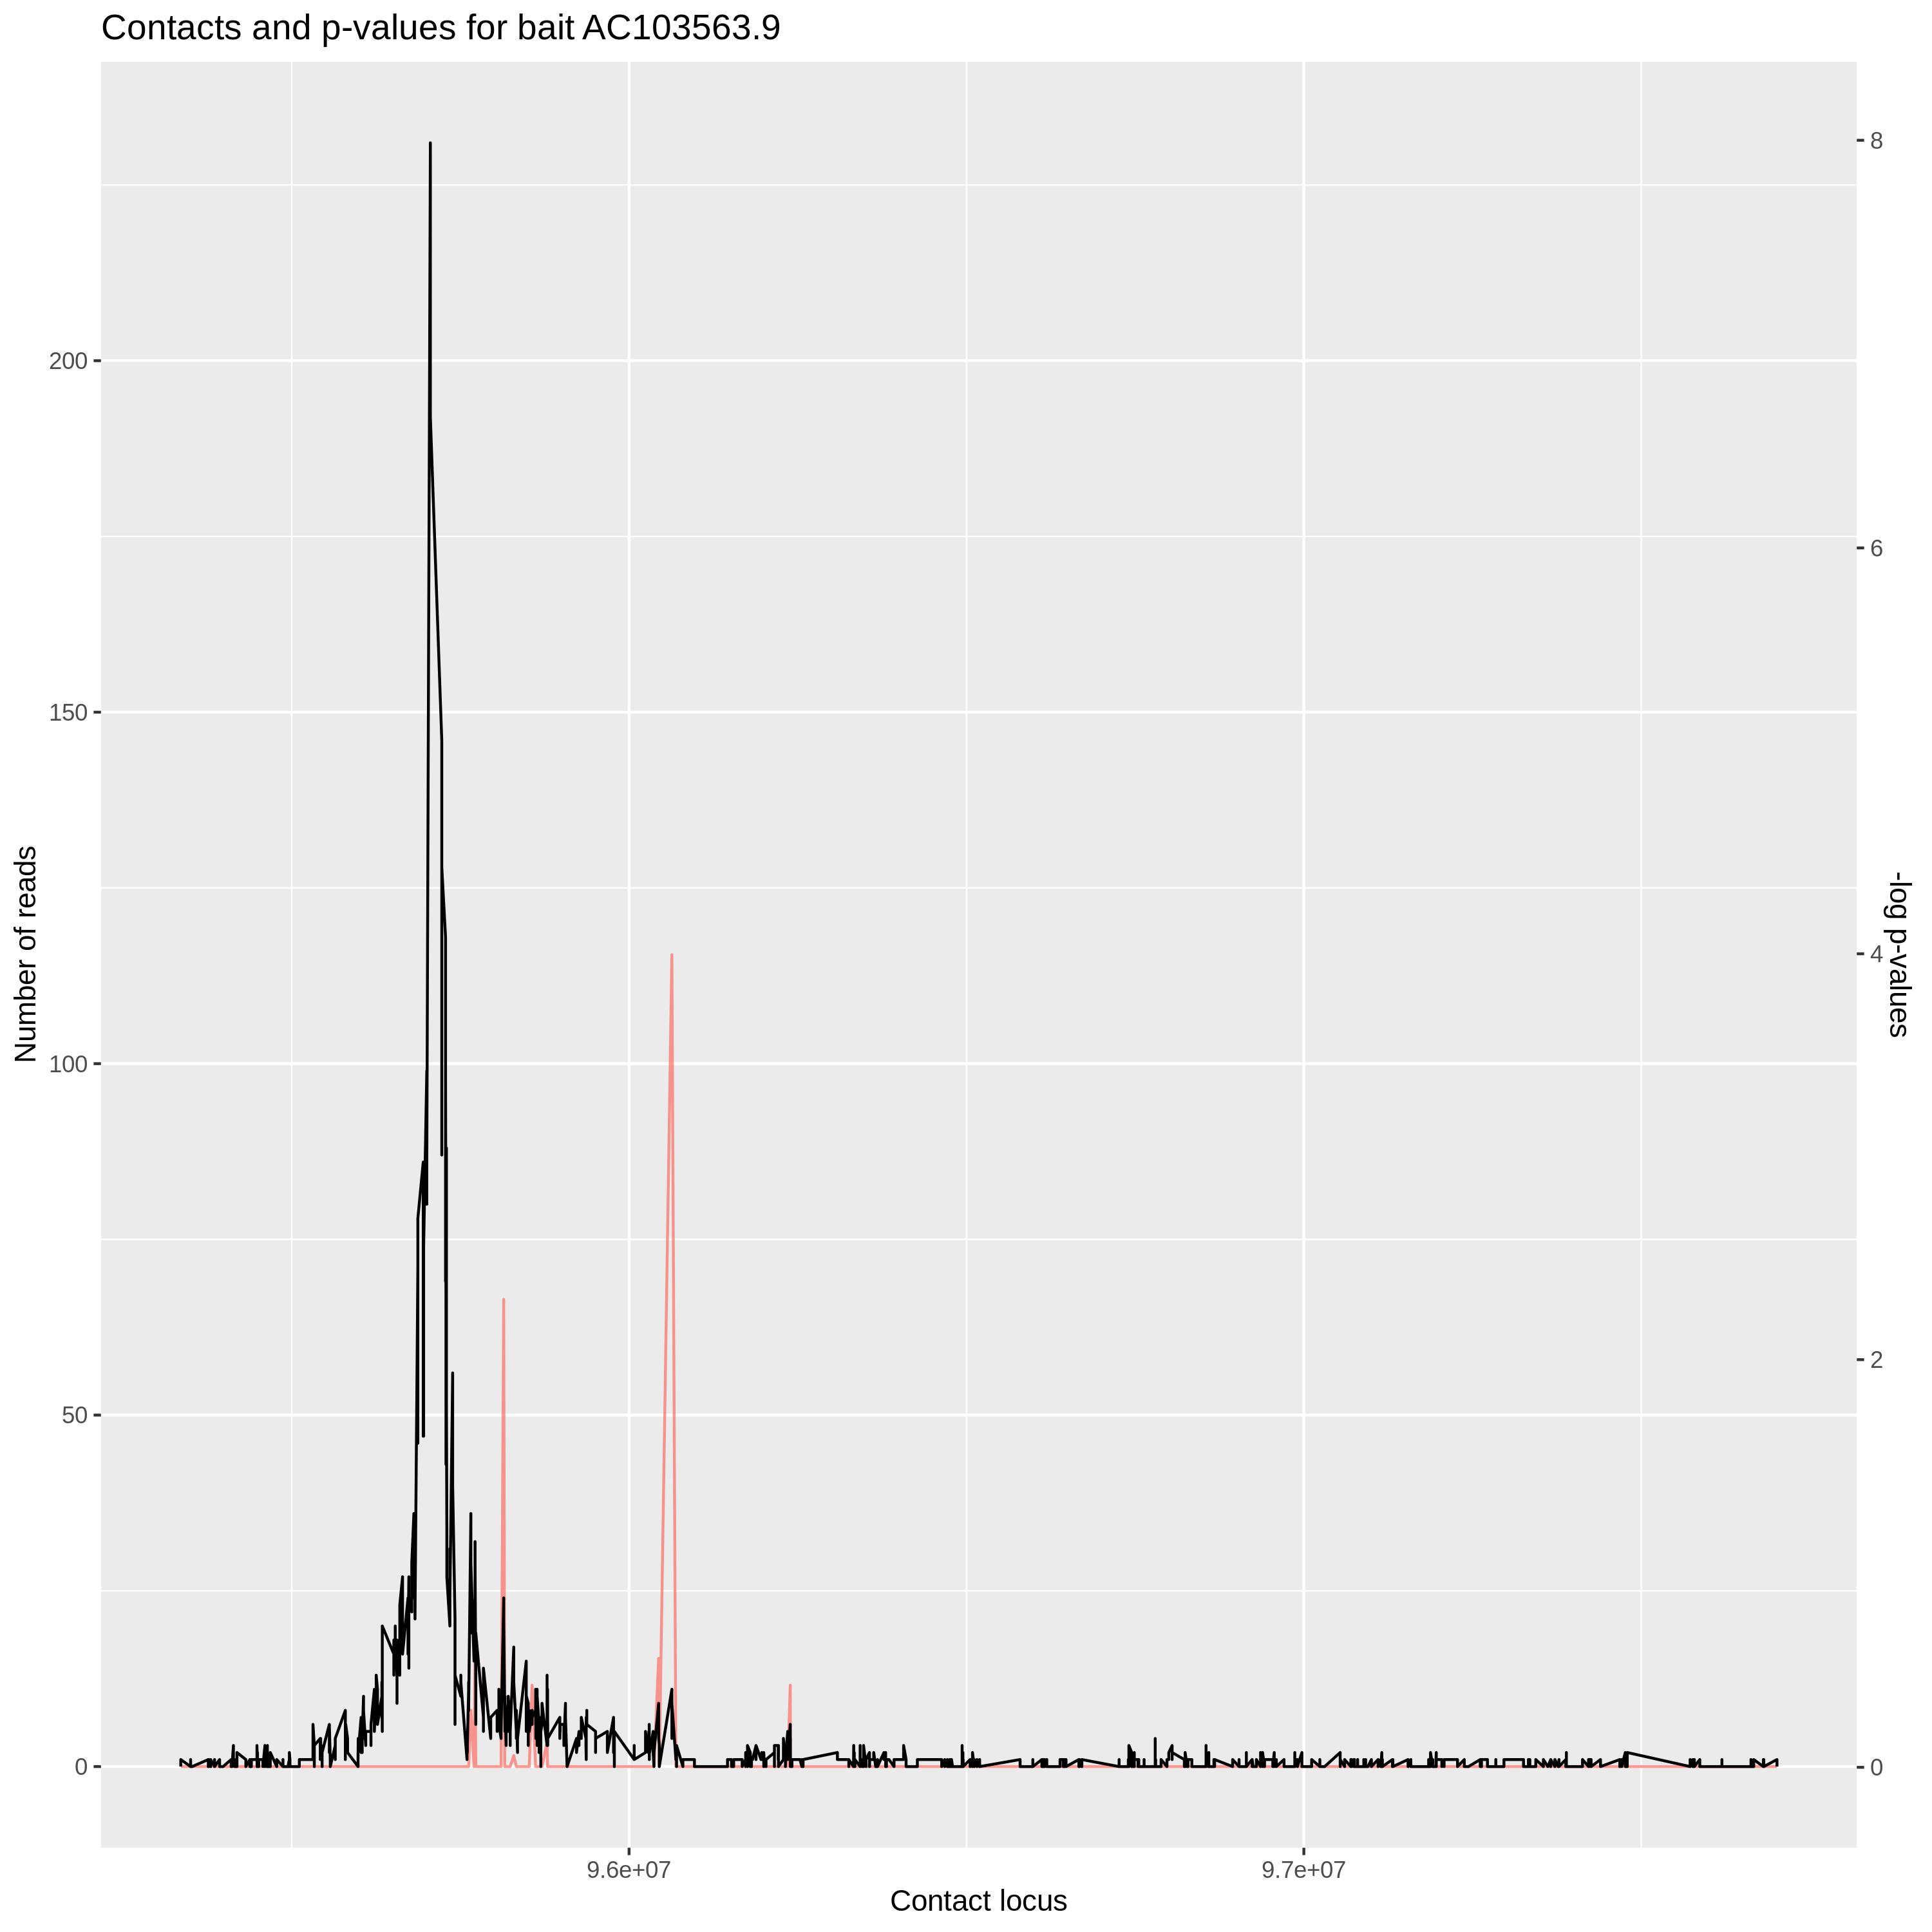 Contacts and p-values for bait AC103563.9
Number of reads
200
150
100
50
0
8
6
4
2
0
-log p-values
9.6e+07
9.7e+07
Contact locus